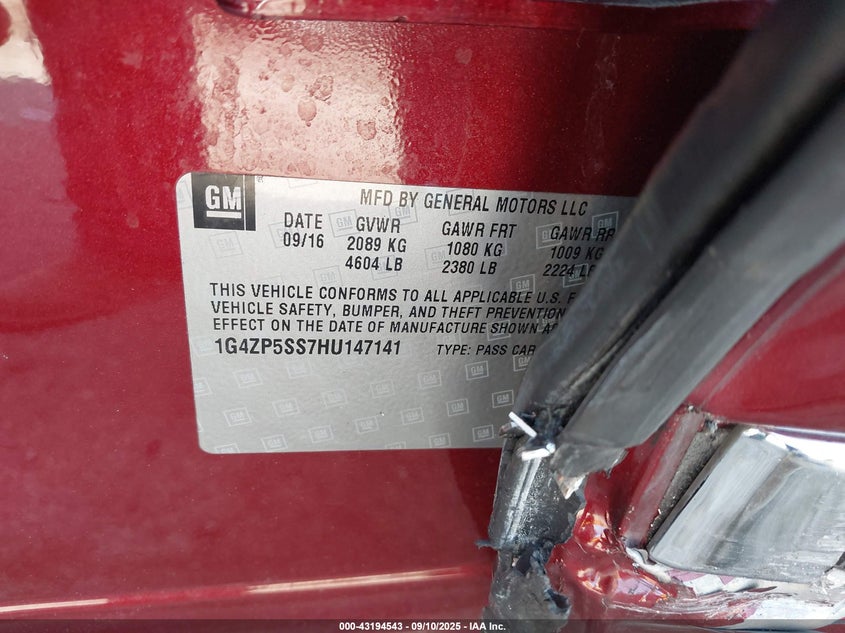 GM
MFD BY GENERAL MOTORS LLC
DATE GVWR GAWR FRT GAWR RR
09/16 2089 KG 1080 KG 1009 KG
4604 LB 2380 LB 2224 LB
THIS VEHICLE CONFORMS TO ALL APPLICABLE U.S.
VEHICLE SAFETY, BUMPER, AND THEFT PREVENTION
EFFECT ON THE DATE OF MANUFACTURE SHOWN
1G4ZP5SS7HU147141 TYPE: PASS CAR
000-43194543 — 09/10/2025 — IAA Inc.